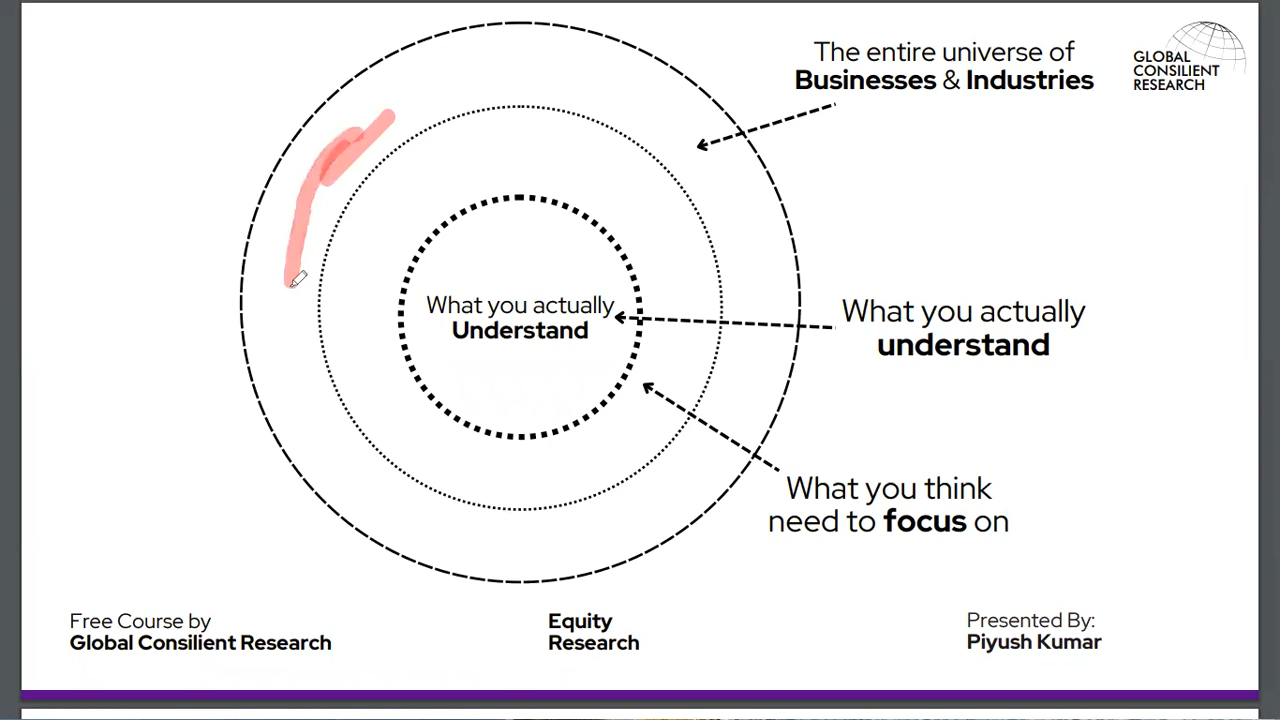 The entire universe of
Businesses & Industries
GLOBAL
CONSILIENT
RESEARCH
What you actually
Understand
What you actually
understand
What you think
need to focus on
Free Course by
Global Consilient Research
Equity
Research
Presented By:
Piyush Kumar